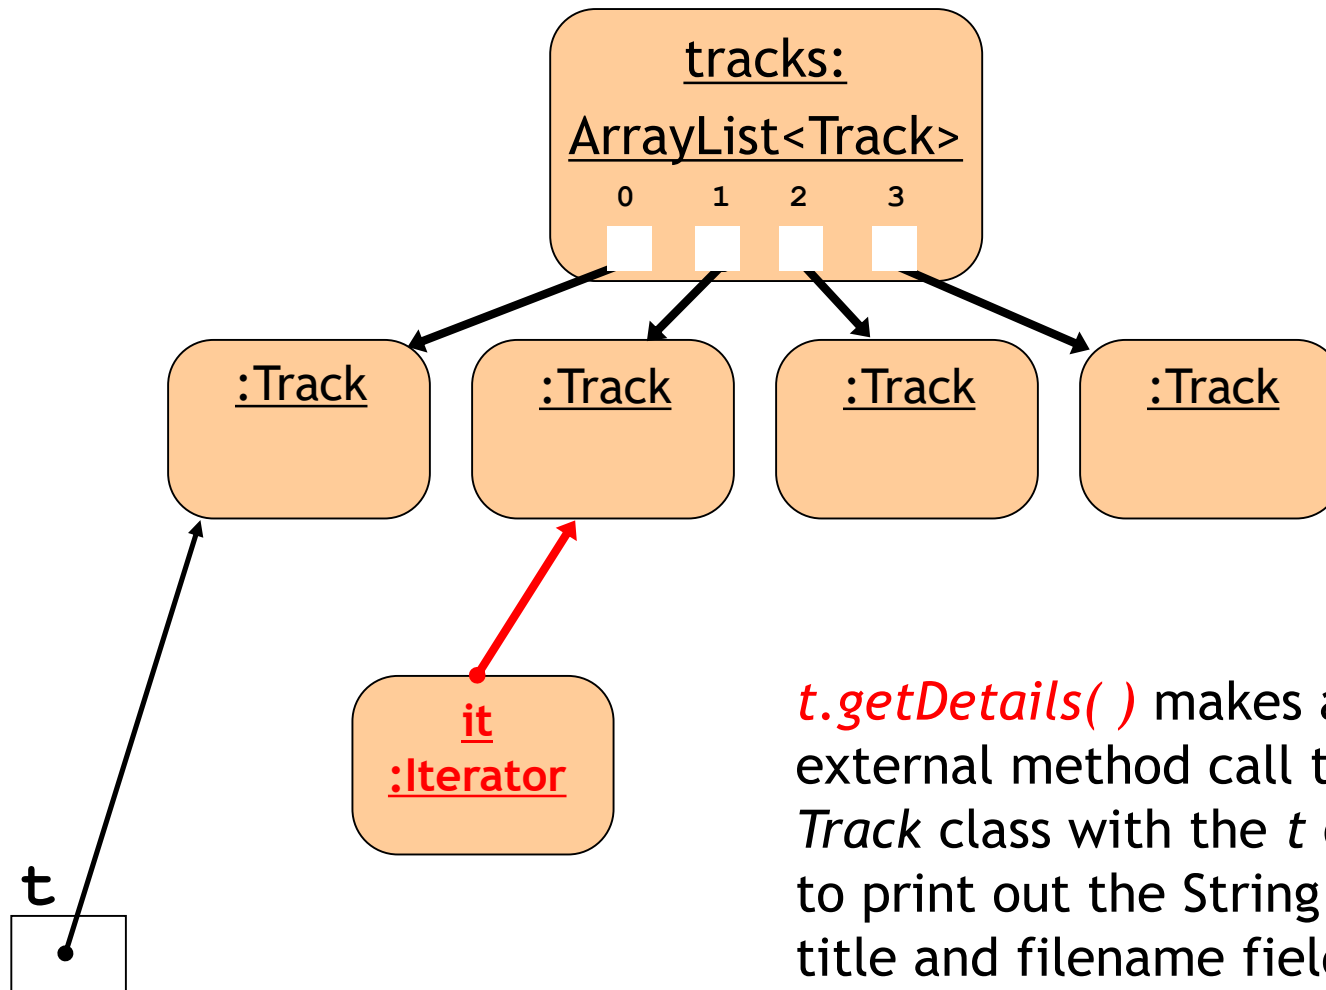 tracks:
ArrayList<Track>
0 1 2 3
:Track :Track :Track :Track
it
:Iterator
t.getDetails( ) makes
external method call
Track class with the t
to print out the String
title and filename
t